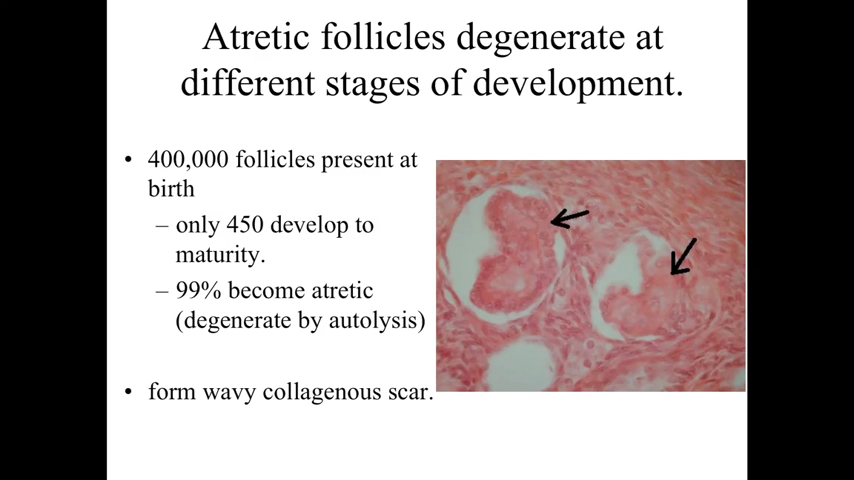 Atretic follicles degenerate at
different stages of development.
• 400,000 follicles present at
birth
– only 450 develop to
maturity.
– 99% become atretic
(degenerate by autolysis)
• form wavy collagenous scar.